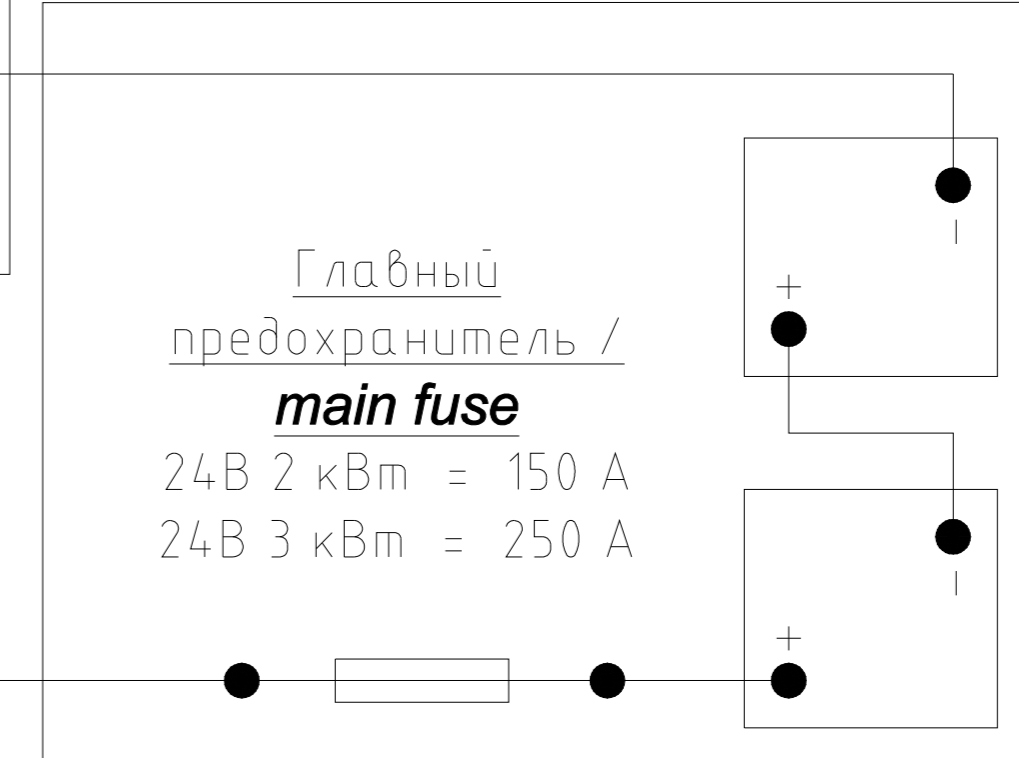 Главный
предохранитель /
main fuse
24В 2 кВт = 150 А
24В 3 кВт = 250 А
−
+
−
+